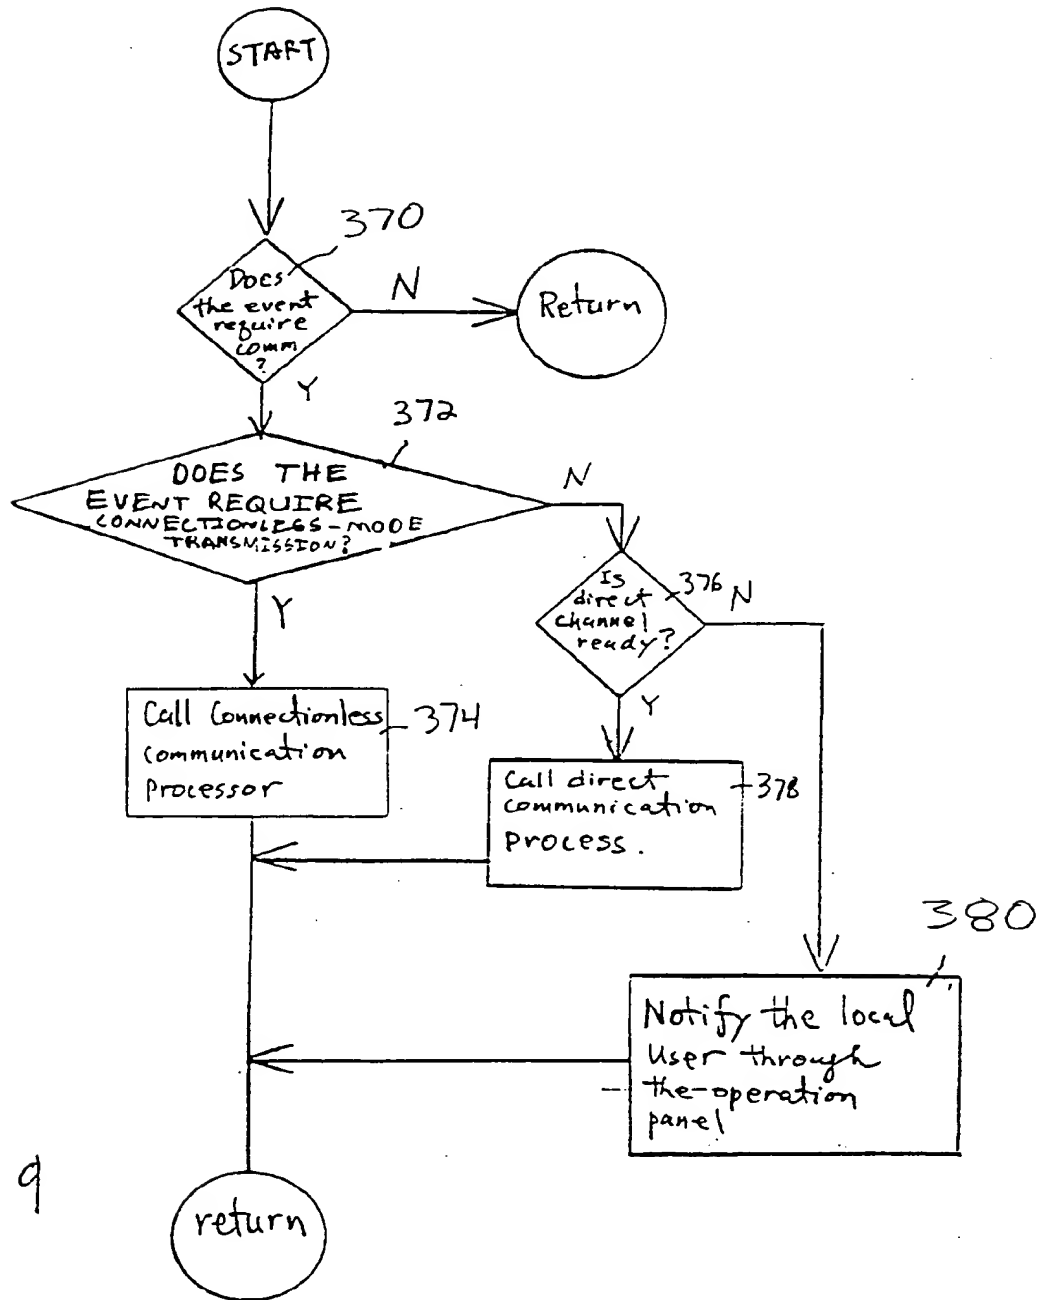 START
370
Does
the event
require
comm
?
N
Return
Y
372
DOES THE
EVENT REQUIRE
CONNECTIONLESS-MODE
TRANSMISSION?
N
Y
Is
direct
channel
ready?
376
N
Y
Call Connectionless
communication
Processor
374
Call direct
communication
Process.
378
380
Notify the local
User through
the-operation
panel
9
return